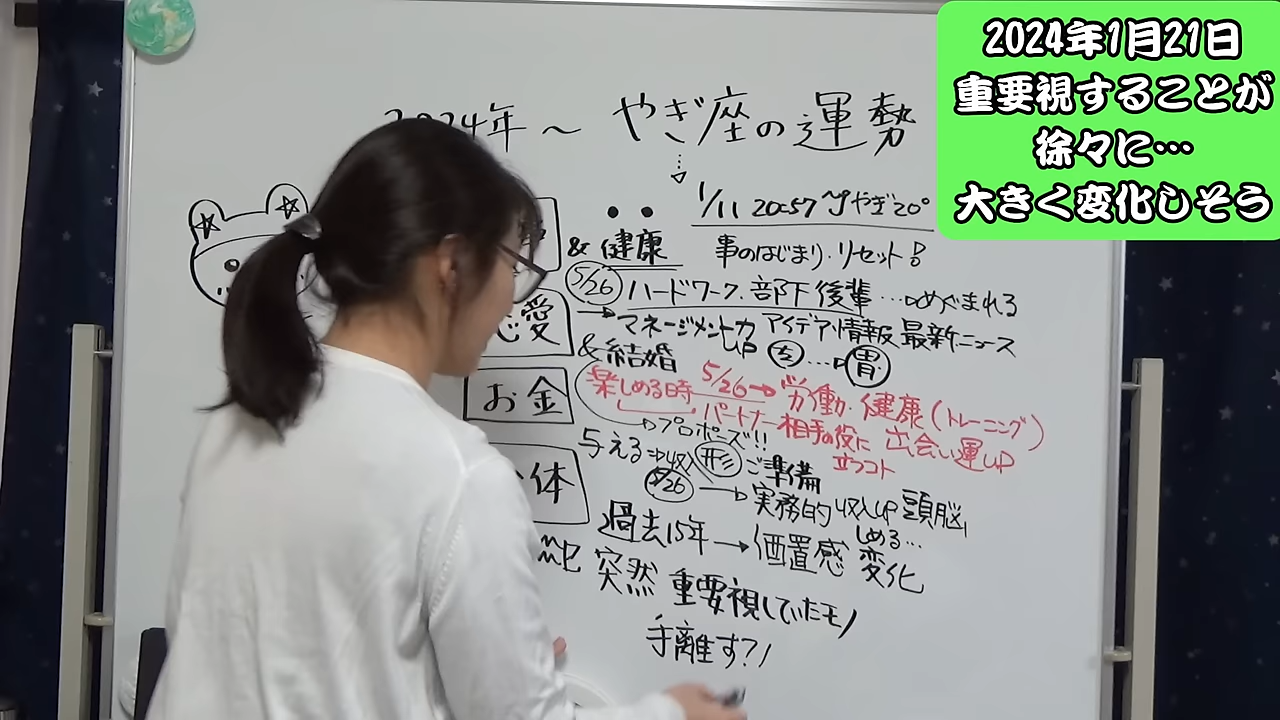 2024年1月21日
重要視することが
徐々に…
大きく変化しそう
2024年～ やぎ座の運勢
1/11 20:57 やぎ20°
& 健康
事のはじまり・リセット
5/26 ハードワーク、部下 後輩 … めぐまれる
恋愛
マネージメント力UP アイデア 情報 最新ニュース
& 結婚
胃
楽しめる時 5/26→ 労働・健康(トレーニング)
お金
パートナー相手の役に立つコト 出会い運UP
プロポーズ!!
与える⇒収入 形 ご準備
体
5/26 → 実務的 収入UP 頭脳
過去15年→価置感 しめる…
変化
突然 重要視していたモノ
手離す?!